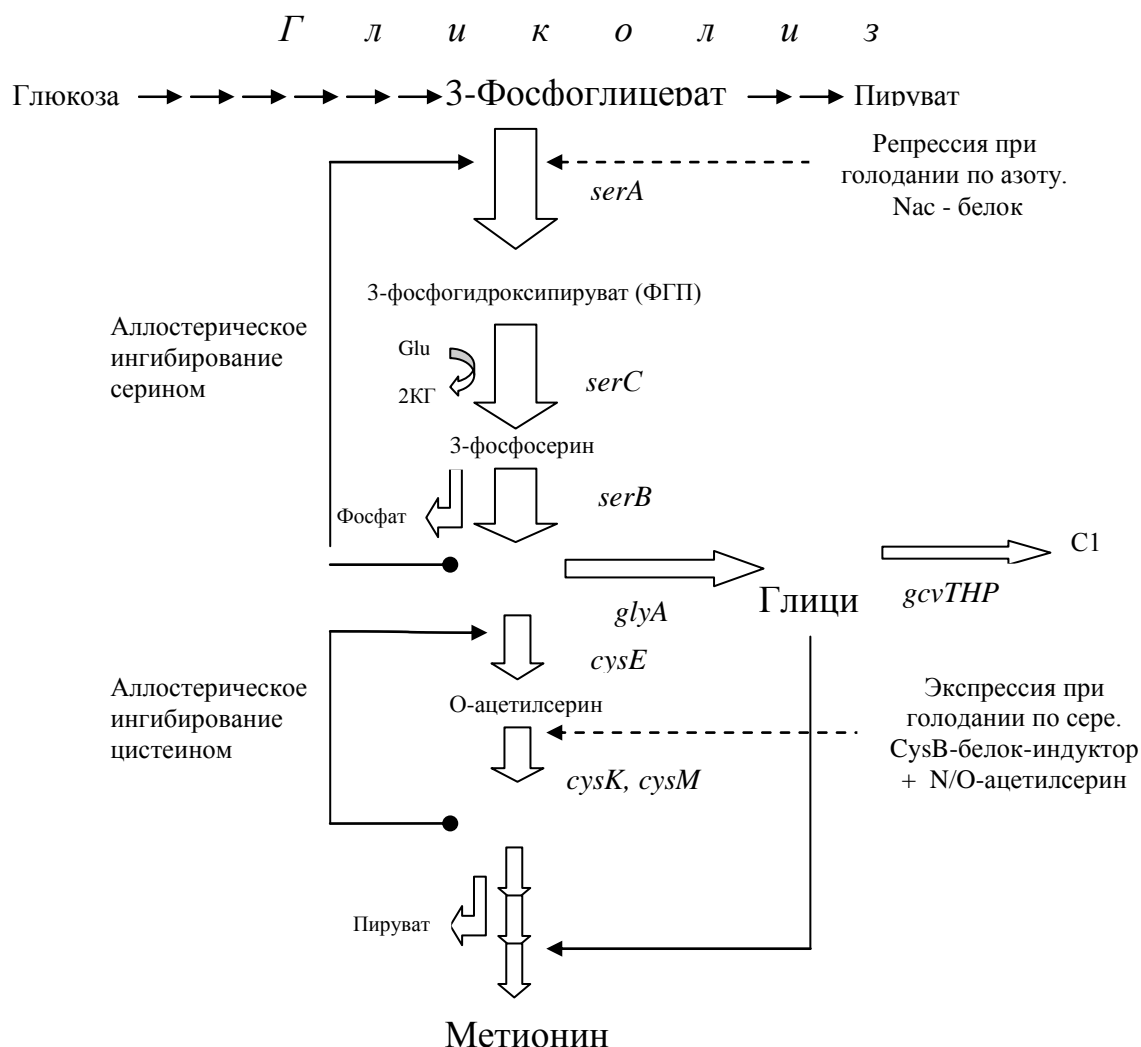 Г л и к о л и з
Глюкоза 3-Фосфоглицерат Пируват
Репрессия при
голодании по азоту.
Nac - белок
serA
3-фосфогидроксипируват (ФГП)
Аллостерическое
ингибирование
серином
Glu
2КГ
serC
3-фосфосерин
serB
Фосфат
C1
Глици
gcvTHP
glyA
cysE
Аллостерическое
ингибирование
цистеином
О-ацетилсерин
Экспрессия при
голодании по сере.
CysB-белок-индуктор
+ N/O-ацетилсерин
cysK, cysM
Пируват
Метионин